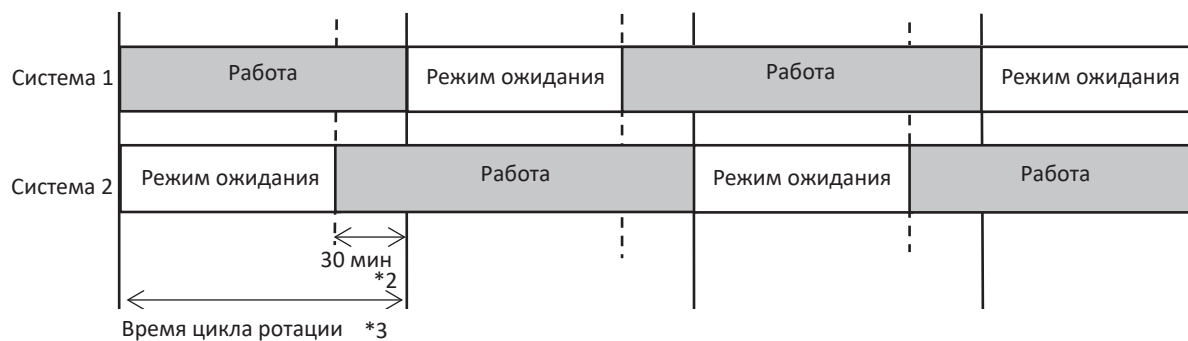 Система 1
Работа
Режим ожидания
Работа
Режим ожидания
Система 2
Режим ожидания
Работа
Режим ожидания
Работа
30 мин
*2
Время цикла ротации *3